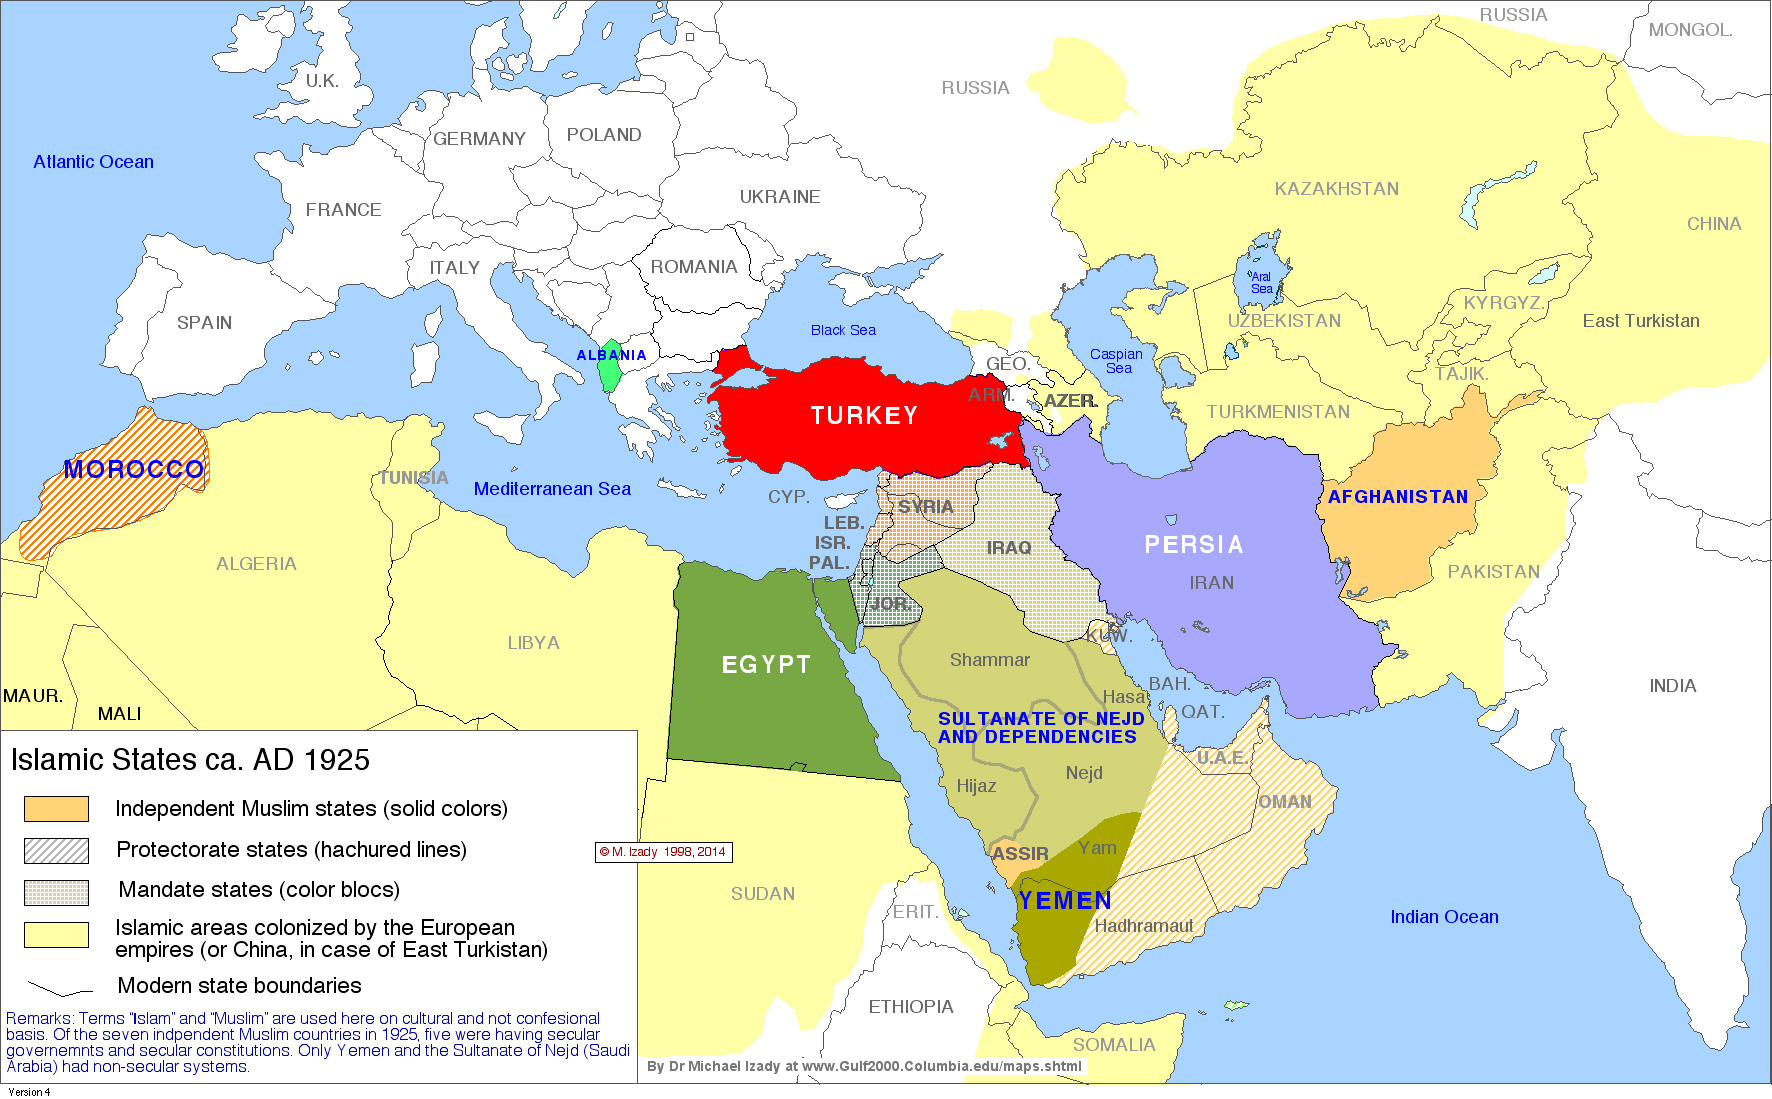 RUSSIA
MONGOL.
U.K.
RUSSIA
GERMANY
POLAND
Atlantic Ocean
KAZAKHSTAN
UKRAINE
FRANCE
CHINA
ITALY
ROMANIA
Aral
Sea
KYRGYZ.
SPAIN
Black Sea
UZBEKISTAN
East Turkistan
ALBANIA
Caspian
Sea
GEO.
TAJIK.
ARM.
AZER.
TURKEY
TURKMENISTAN
MOROCCO
TUNISIA
Mediterranean Sea
CYP.
SYRIA
AFGHANISTAN
LEB.
ISR.
PAL.
IRAQ
PERSIA
IRAN
ALGERIA
PAKISTAN
JOR.
KUW.
LIBYA
EGYPT
Shammar
BAH.
INDIA
MAUR.
MALI
Hasa
QAT.
SULTANATE OF NEJD
AND DEPENDENCIES
U.A.E.
Nejd
Hijaz
OMAN
Islamic States ca. AD 1925
Independent Muslim states (solid colors)
Protectorate states (hachured lines)
Mandate states (color blocs)
Islamic areas colonized by the European
empires (or China, in case of East Turkistan)
Modern state boundaries
Remarks: Terms “Islam” and “Muslim” are used here on cultural and not confesional
basis. Of the seven indpendent Muslim countries in 1925, five were having secular
governemnts and secular constitutions. Only Yemen and the Sultanate of Nejd (Saudi
Arabia) had non-secular systems.
© M. Izady 1998, 2014
ASSIR
Yam
SUDAN
YEMEN
ERIT.
Hadhramaut
Indian Ocean
ETHIOPIA
SOMALIA
By Dr Michael Izady at www.Gulf2000.Columbia.edu/maps.shtml
Version 4